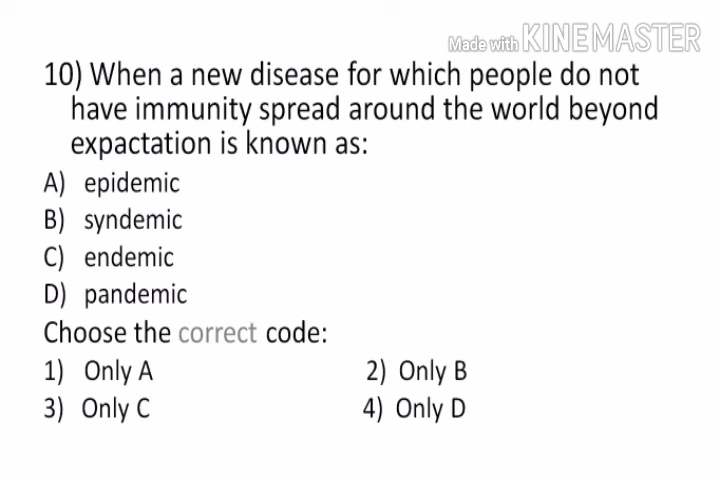 Made with KINEMASTER
10) When a new disease for which people do not
have immunity spread around the world beyond
expactation is known as:
A) epidemic
B) syndemic
C) endemic
D) pandemic
Choose the correct code:
1) Only A 2) Only B
3) Only C 4) Only D